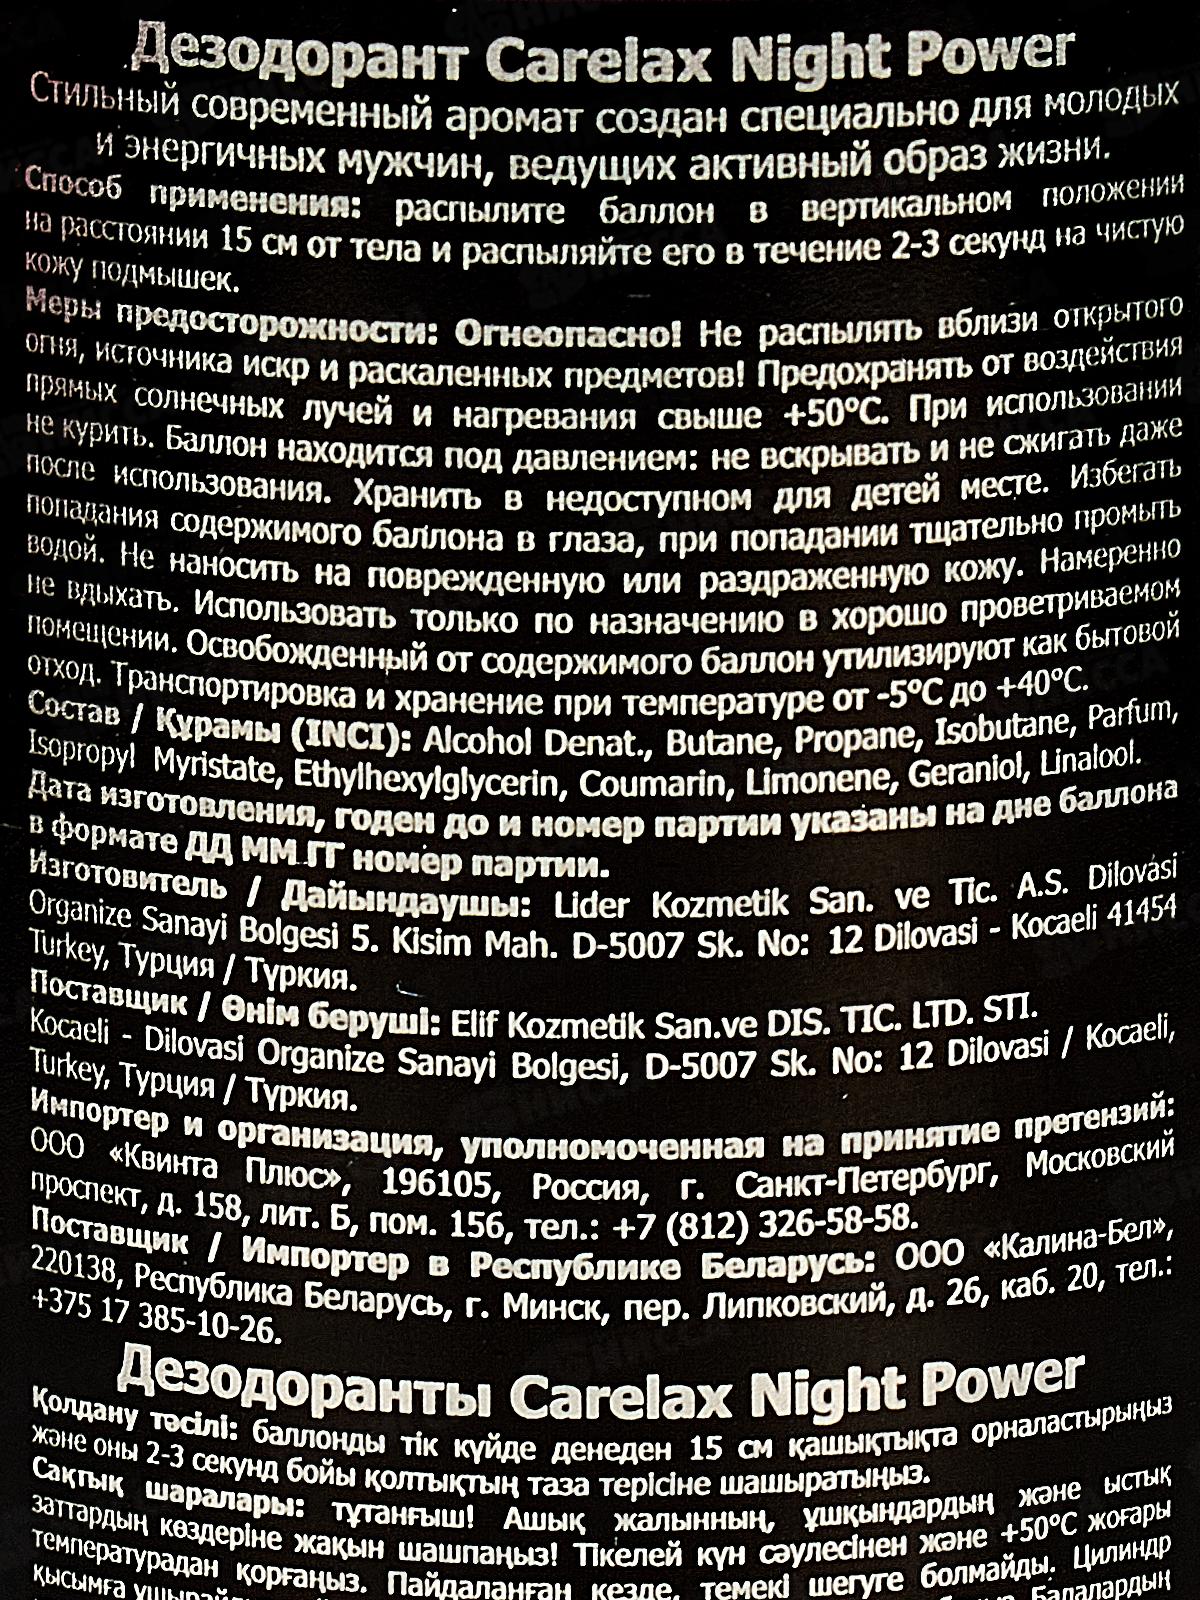 Дезодорант Carelax Night Power
Стильный современный аромат создан специально для молодых
и энергичных мужчин, ведущих активный образ жизни.
Способ применения: распылите баллон в вертикальном положении
на расстоянии 15 см от тела и распыляйте его в течение 2-3 секунд на чистую
кожу подмышек.
Меры предосторожности: Огнеопасно! Не распылять вблизи открытого
огня, источника искр и раскаленных предметов! Предохранять от воздействия
прямых солнечных лучей и нагревания свыше +50°С. При использовании
не курить. Баллон находится под давлением: не вскрывать и не сжигать даже
после использования. Хранить в недоступном для детей месте. Избегать
попадания содержимого баллона в глаза, при попадании тщательно промыть
водой. Не наносить на поврежденную или раздраженную кожу. Намеренно
не вдыхать. Использовать только по назначению в хорошо проветриваемом
помещении. Освобожденный от содержимого баллон утилизируют как бытовой
отход. Транспортировка и хранение при температуре от -5°С до +40°С.
Состав / Құрамы (INCI): Alcohol Denat., Butane, Propane, Isobutane, Parfum,
Isopropyl Myristate, Ethylhexylglycerin, Coumarin, Limonene, Geraniol, Linalool.
Дата изготовления, годен до и номер партии указаны на дне баллона
в формате ДД ММ ГГ номер партии.
Изготовитель / Дайындаушы: Lider Kozmetik San. ve Tic. A.S. Dilovasi
Organize Sanayi Bolgesi 5. Kisim Mah. D-5007 Sk. No: 12 Dilovasi - Kocaeli 41454
Turkey, Турция / Түркия.
Поставщик / Өнім беруші: Elif Kozmetik San.ve DIS. TIC. LTD. STI.
Kocaeli - Dilovasi Organize Sanayi Bolgesi, D-5007 Sk. No: 12 Dilovasi / Kocaeli,
Turkey, Турция / Түркия.
Импортер и организация, уполномоченная на принятие претензий:
ООО «Квинта Плюс», 196105, Россия, г. Санкт-Петербург, Московский
проспект, д. 158, лит. Б, пом. 156, тел.: +7 (812) 326-58-58.
Поставщик / Импортер в Республике Беларусь: ООО «Калина-Бел»,
220138, Республика Беларусь, г. Минск, пер. Липковский, д. 26, каб. 20, тел.:
+375 17 385-10-26.
Дезодоранты Carelax Night Power
Қолдану тәсілі: баллонды тік күйде денеден 15 см қашықтықта орналастырыңыз
және оны 2-3 секунд бойы қолтықтың таза терісіне шашыратыңыз.
Сақтық шаралары: тұтанғыш! Ашық жалынның, ұшқындардың және ыстық
заттардың көздеріне жақын шашпаңыз! Тікелей күн сәулесінен және +50°С жоғары
температурадан қорғаңыз. Пайдаланған кезде, темекі шегуге болмайды. Цилиндр
қысымға Балалардың